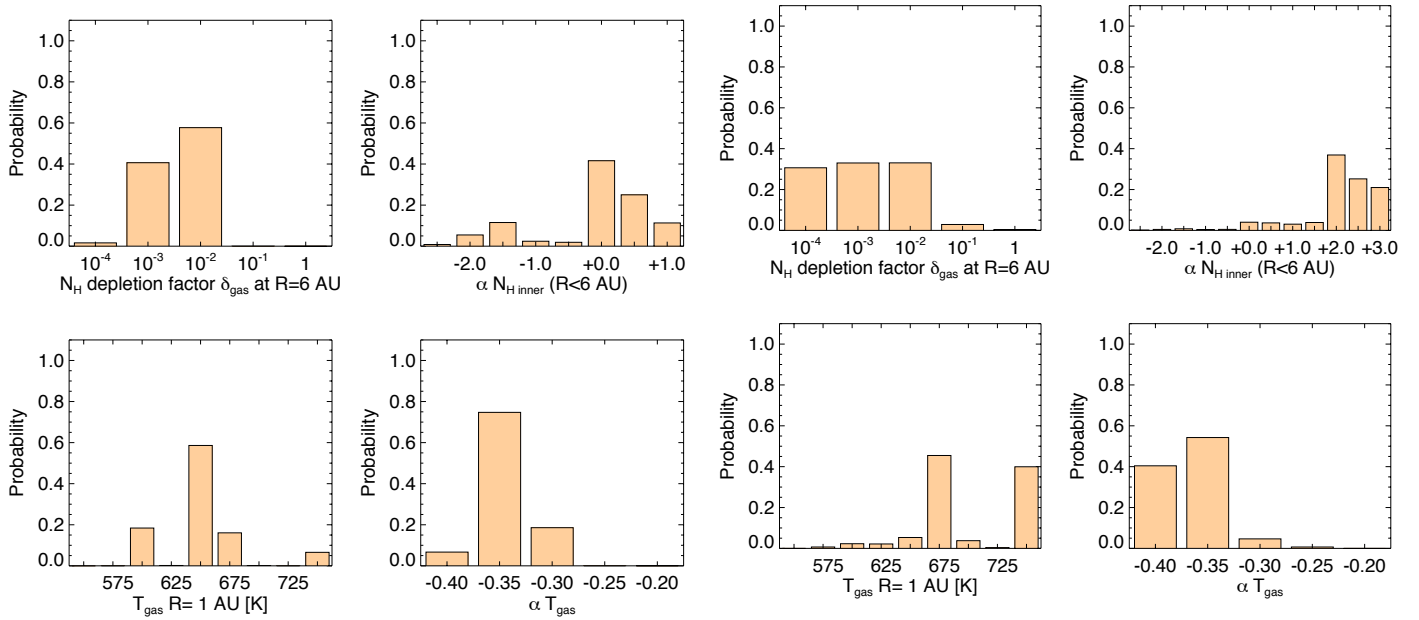 1.0
0.8
0.6
0.4
0.2
0.0
Probability
10⁻⁴ 10⁻³ 10⁻² 10⁻¹ 1
N_H depletion factor δ_gas at R=6 AU
1.0
0.8
0.6
0.4
0.2
0.0
Probability
-2.0 -1.0 +0.0 +1.0
α N_H inner (R<6 AU)
1.0
0.8
0.6
0.4
0.2
0.0
Probability
10⁻⁴ 10⁻³ 10⁻² 10⁻¹ 1
N_H depletion factor δ_gas at R=6 AU
1.0
0.8
0.6
0.4
0.2
0.0
Probability
-2.0 -1.0 +0.0 +1.0 +2.0 +3.0
α N_H inner (R<6 AU)
1.0
0.8
0.6
0.4
0.2
0.0
Probability
575 625 675 725
T_gas R= 1 AU [K]
1.0
0.8
0.6
0.4
0.2
0.0
Probability
-0.40 -0.35 -0.30 -0.25 -0.20
α T_gas
1.0
0.8
0.6
0.4
0.2
0.0
Probability
575 625 675 725
T_gas R= 1 AU [K]
1.0
0.8
0.6
0.4
0.2
0.0
Probability
-0.40 -0.35 -0.30 -0.25 -0.20
α T_gas